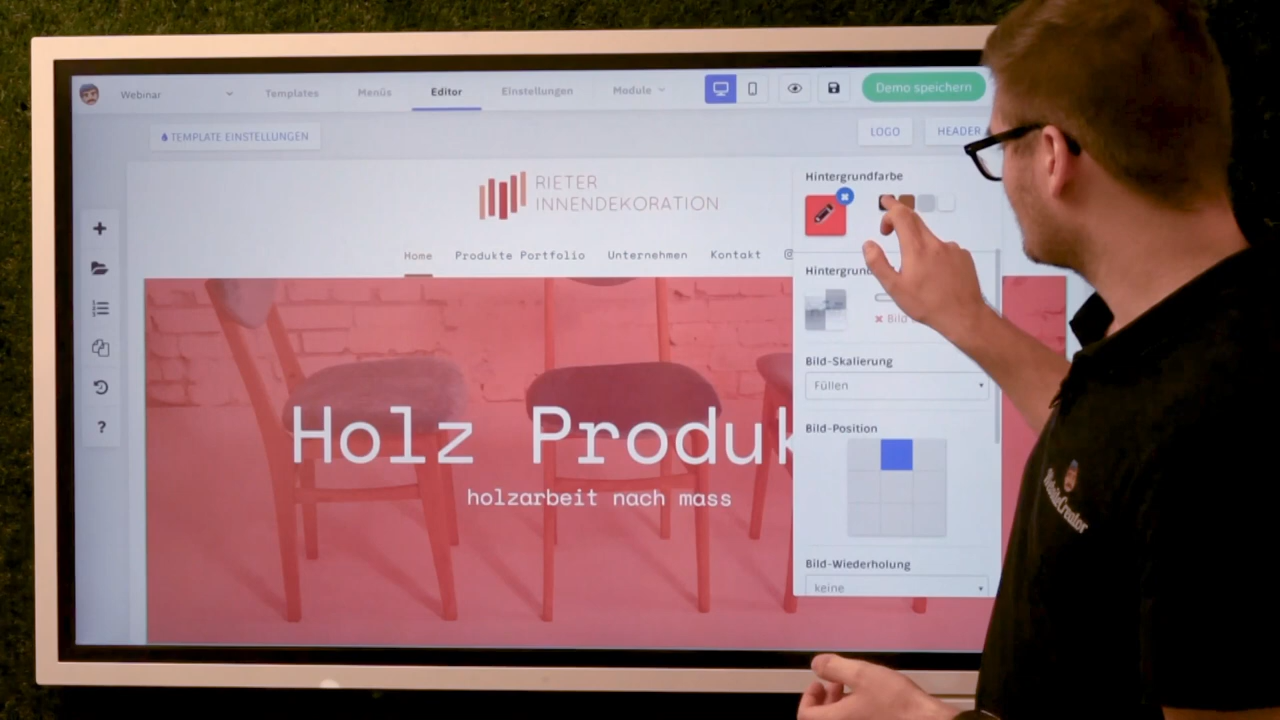 Webinar
Templates
Menüs
Editor
Einstellungen
Module
Demo speichern
TEMPLATE EINSTELLUNGEN
LOGO
HEADER
RIETER
INNENDEKORATION
Home
Produkte Portfolio
Unternehmen
Kontakt
Hintergrundfarbe
Bild
Bild-Skalierung
Füllen
Bild-Position
Bild-Wiederholung
keine
?
Holz Produk
holzarbeit nach mass